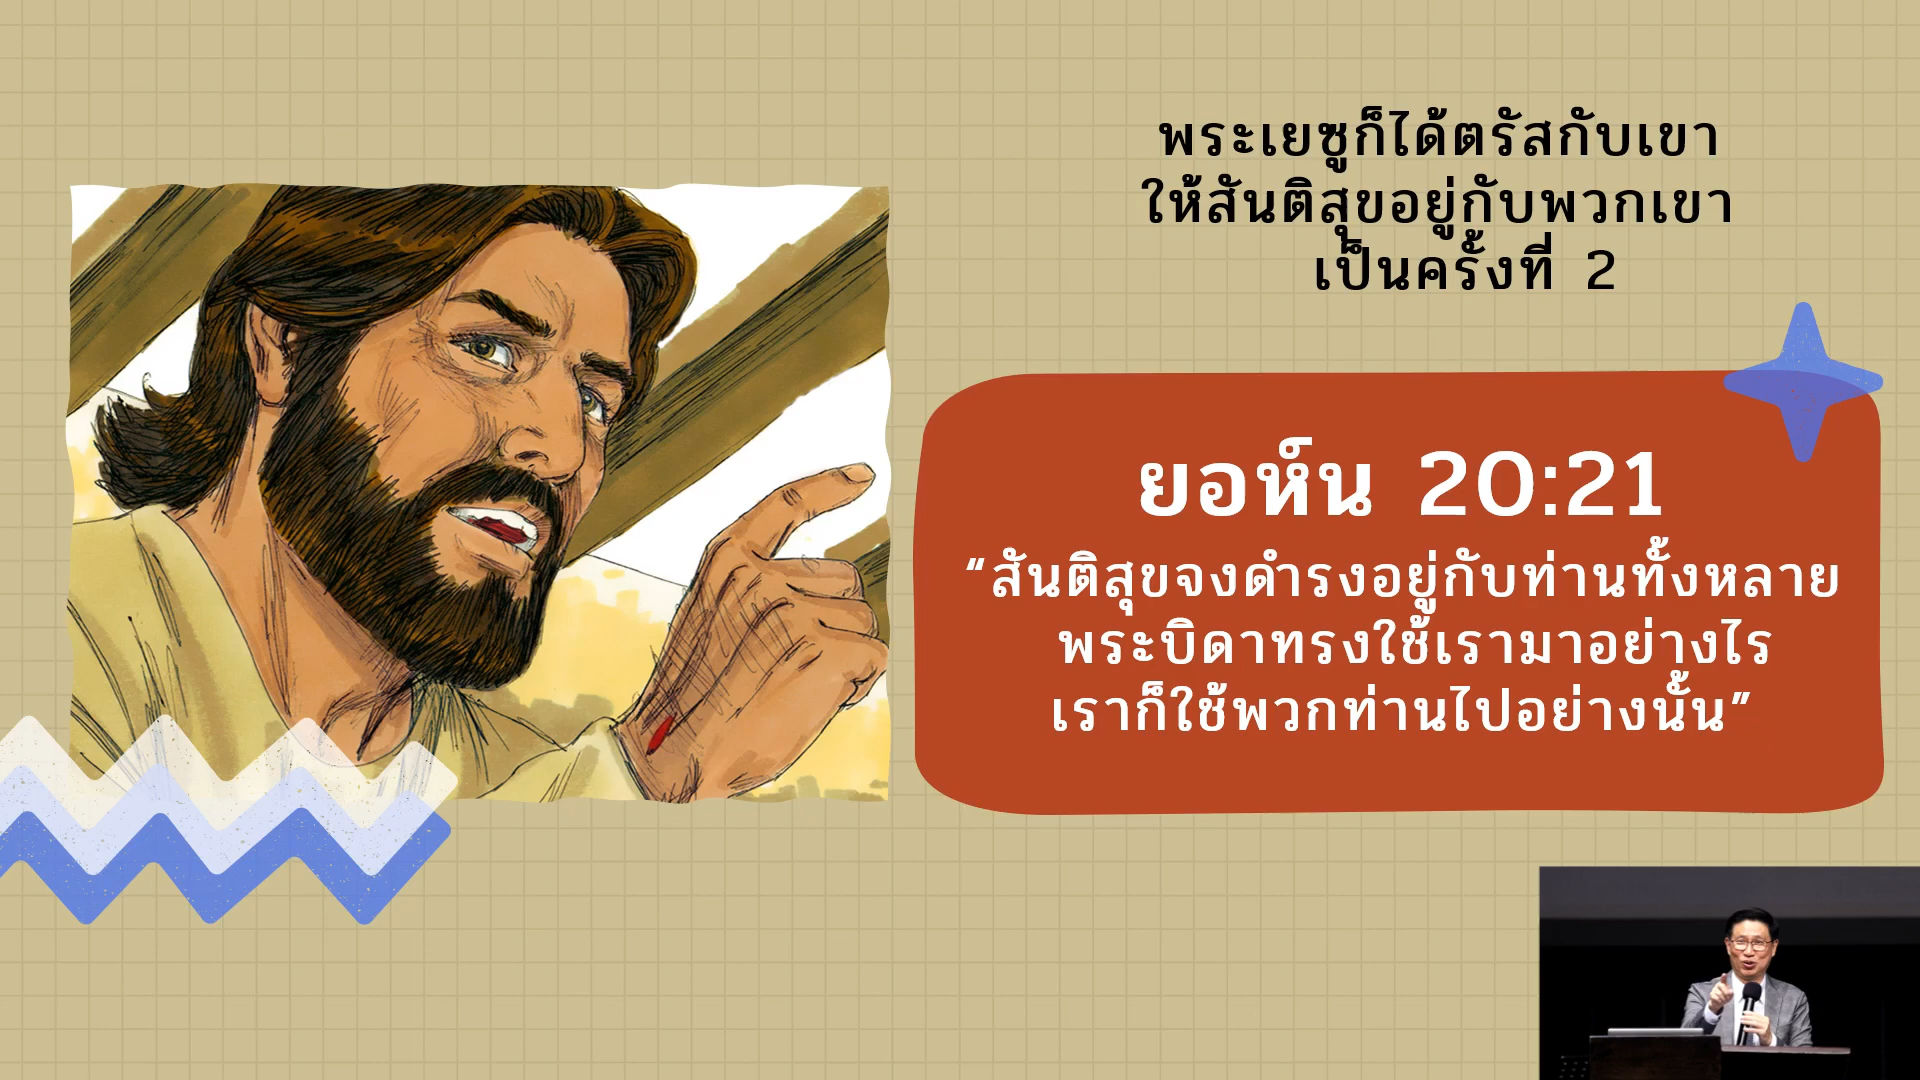 พระเยซูก็ได้ตรัสกับเขา
ให้สันติสุขอยู่กับพวกเขา
เป็นครั้งที่ 2
ยอห์น 20:21
“สันติสุขจงดำรงอยู่กับท่านทั้งหลาย
พระบิดาทรงใช้เรามาอย่างไร
เราก็ใช้พวกท่านไปอย่างนั้น”